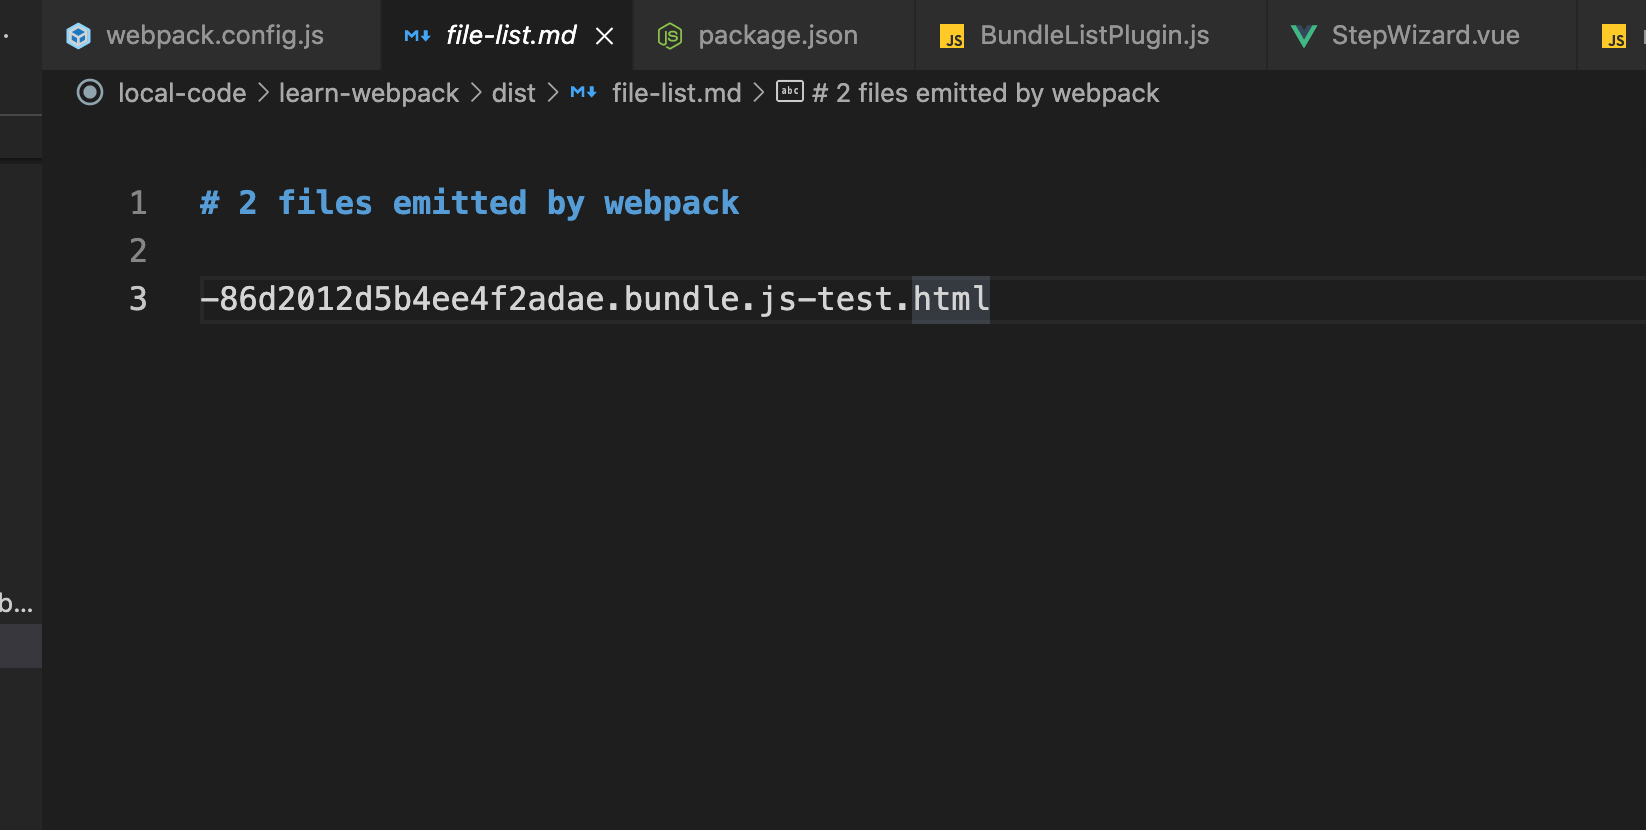 webpack.config.js
file-list.md
package.json
BundleListPlugin.js
StepWizard.vue
local-code > learn-webpack > dist > file-list.md > # 2 files emitted by webpack
1 # 2 files emitted by webpack
2
3 -86d2012d5b4ee4f2adae.bundle.js-test.html
b...